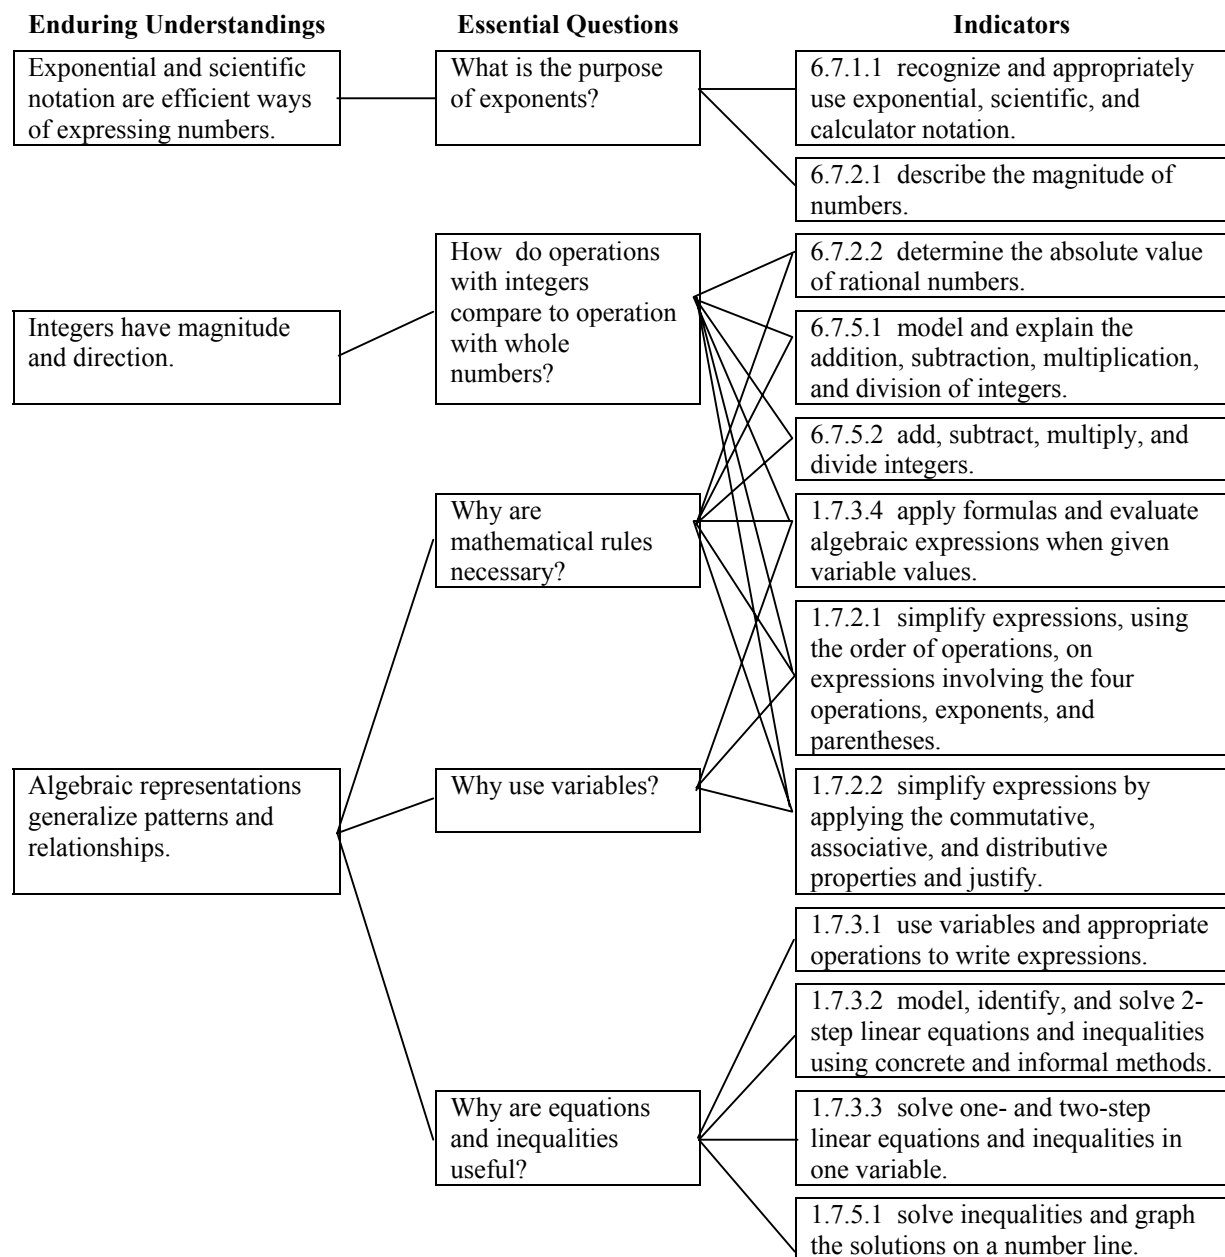 Enduring Understandings
Essential Questions
Indicators
Exponential and scientific
notation are efficient ways
of expressing numbers.
What is the purpose
of exponents?
6.7.1.1 recognize and appropriately
use exponential, scientific, and
calculator notation.
6.7.2.1 describe the magnitude of
numbers.
Integers have magnitude
and direction.
How do operations
with integers
compare to operation
with whole
numbers?
6.7.2.2 determine the absolute value
of rational numbers.
6.7.5.1 model and explain the
addition, subtraction, multiplication,
and division of integers.
6.7.5.2 add, subtract, multiply, and
divide integers.
Why are
mathematical rules
necessary?
1.7.3.4 apply formulas and evaluate
algebraic expressions when given
variable values.
1.7.2.1 simplify expressions, using
the order of operations, on
expressions involving the four
operations, exponents, and
parentheses.
Algebraic representations
generalize patterns and
relationships.
Why use variables?
1.7.2.2 simplify expressions by
applying the commutative,
associative, and distributive
properties and justify.
1.7.3.1 use variables and appropriate
operations to write expressions.
1.7.3.2 model, identify, and solve 2-
step linear equations and inequalities
using concrete and informal methods.
Why are equations
and inequalities
useful?
1.7.3.3 solve one- and two-step
linear equations and inequalities in
one variable.
1.7.5.1 solve inequalities and graph
the solutions on a number line.